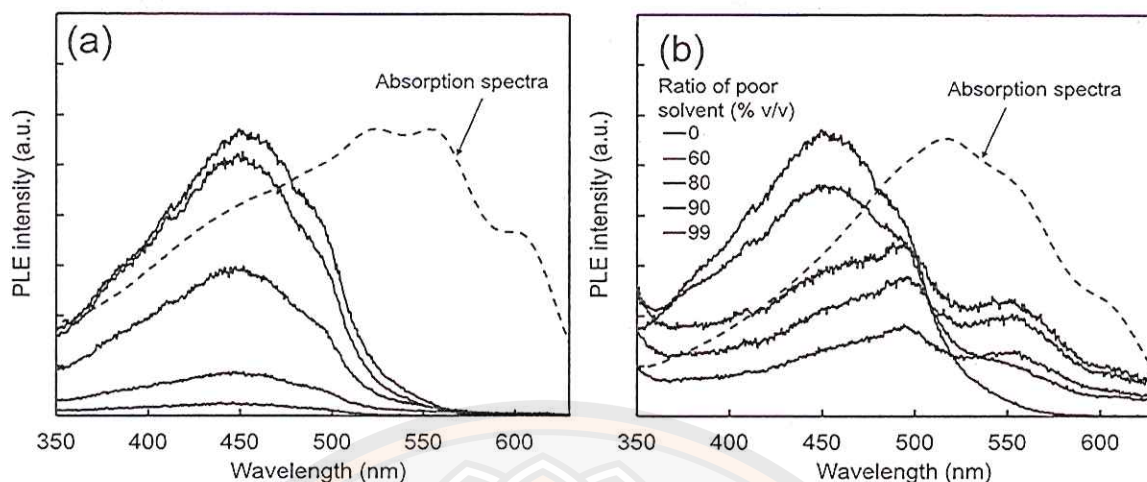 (a)
Absorption spectra
PLE intensity (a.u.)
350 400 450 500 550 600
Wavelength (nm)
(b)
Ratio of poor
solvent (% v/v)
0
60
80
90
99
Absorption spectra
PLE intensity (a.u.)
350 400 450 500 550 600
Wavelength (nm)